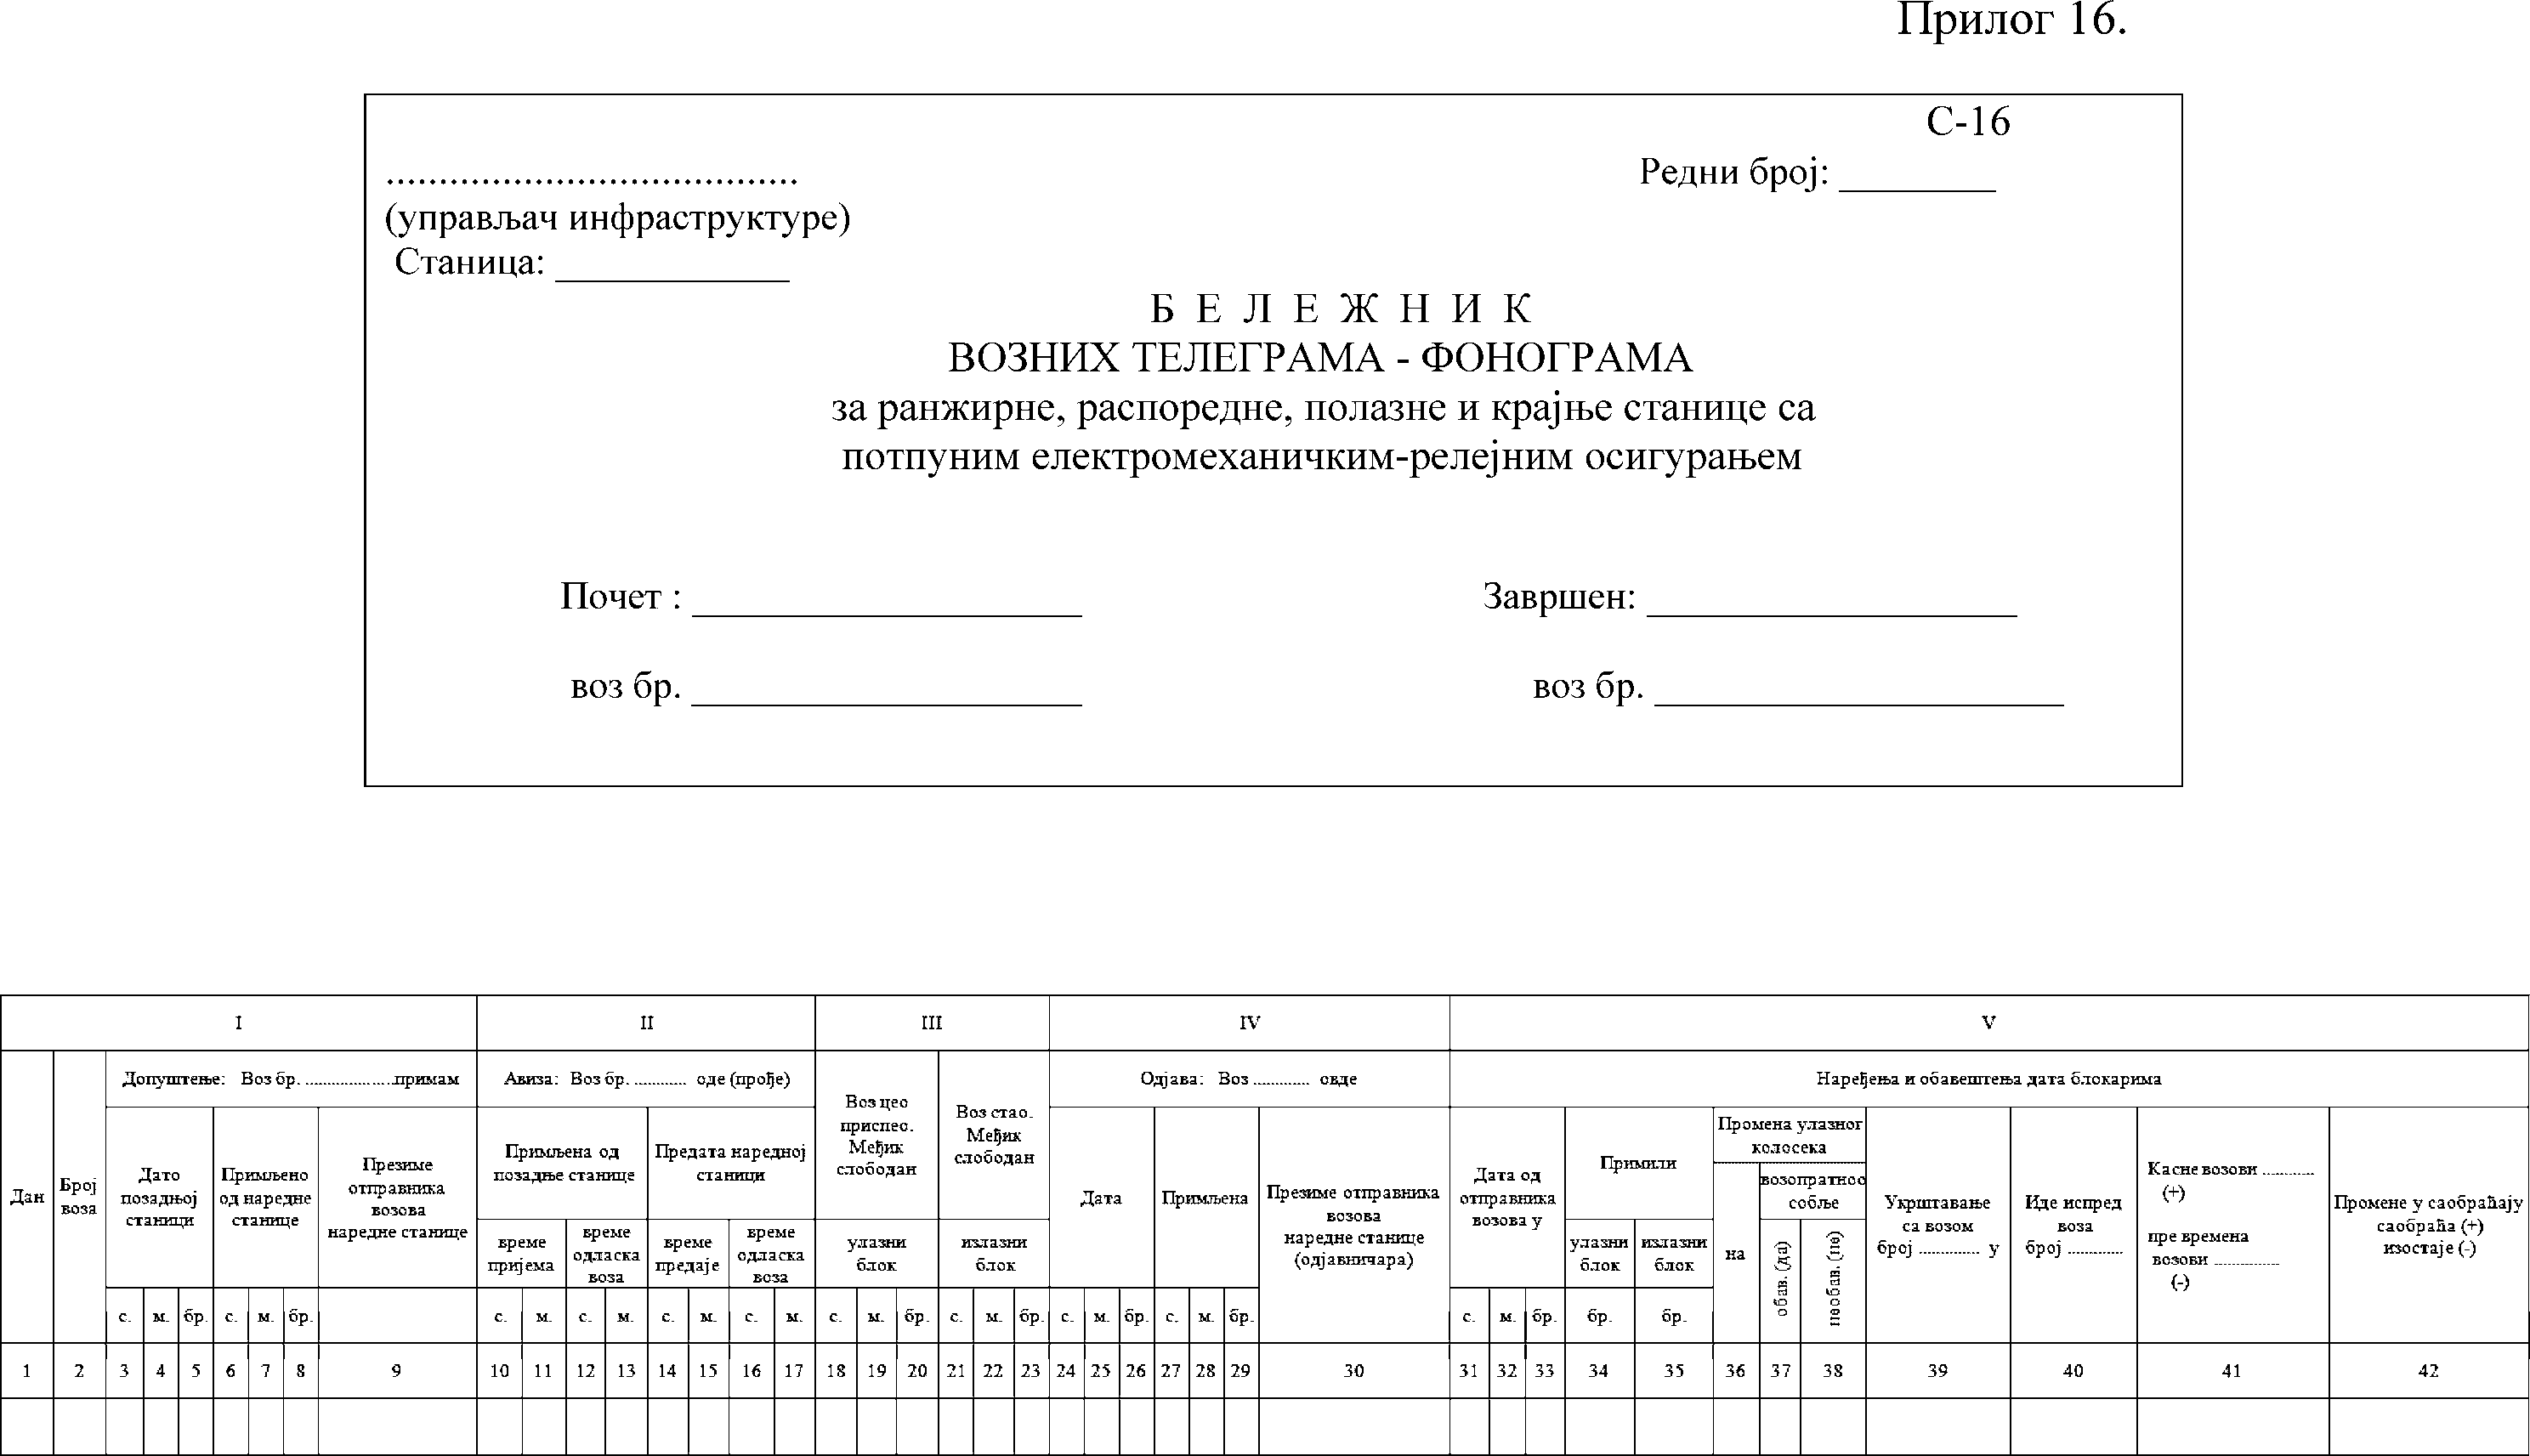 Прилог 16.
С-16
....................................... Редни број: ________
(управљач инфраструктуре)
Станица: ____________
Б Е Л Е Ж Н И К
ВОЗНИХ ТЕЛЕГРАМА - ФОНОГРАМА
за ранжирне, распоредне, полазне и крајње станице са
потпуним електромеханичким-релејним осигурањем
Почет : ____________________ Завршен: ___________________
воз бр. ____________________ воз бр. _____________________
I II III IV V
Дан
Број
воза
Допуштење: Воз бр. ......................примам
Дато
позадњој
станици
Примљено
од наредне
станице
Презиме
отправника
возова
наредне станице
Авиза: Воз бр. ............. оде (прође)
Примљена од
позадње станице
Предата наредној
станици
време
пријема
време
одласка
воза
време
предаје
време
одласка
воза
Воз цео
приспео.
Међик
слободан
улазни
блок
Воз стао.
Међик
слободан
излазни
блок
Одјава: Воз .............. овде
Дата
Примљена
Презиме отправника
возова
наредне станице
(одјавничара)
Наређења и обавештења дата блокарима
Дата од
отправника
возова у
Примили
улазни
блок
излазни
блок
Промена улазног
колосека
на
возопратноо
собље
обав. (да)
необав. (не)
Укрштавање
са возом
број ............... у
Иде испред
воза
број ..............
Касне возови .............
(+)
пре времена
возови ................
(-)
Промене у саобраћају
саобраћа (+)
изостаје (-)
с. м. бр. с. м. бр. с. м. с. м. с. м. с. м. с. м. бр. с. м. бр. с. м. бр. с. м. бр. с. м. бр. бр. бр.
1 2 3 4 5 6 7 8 9 10 11 12 13 14 15 16 17 18 19 20 21 22 23 24 25 26 27 28 29 30 31 32 33 34 35 36 37 38 39 40 41 42